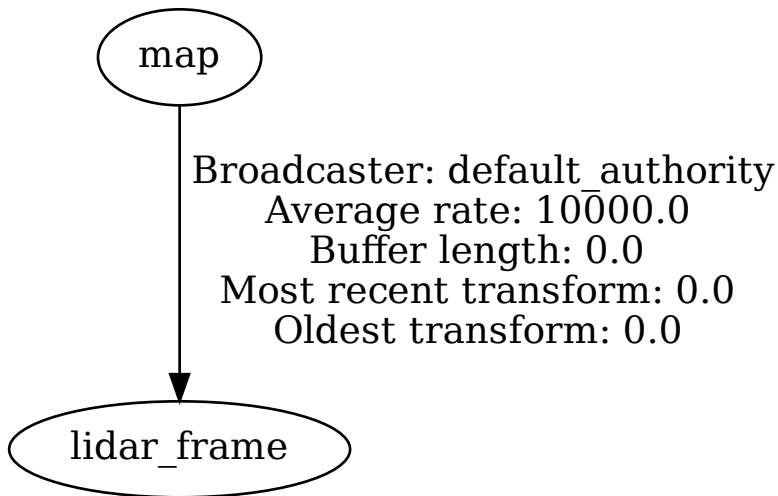 map
Broadcaster: default_authority
Average rate: 10000.0
Buffer length: 0.0
Most recent transform: 0.0
Oldest transform: 0.0
lidar_frame